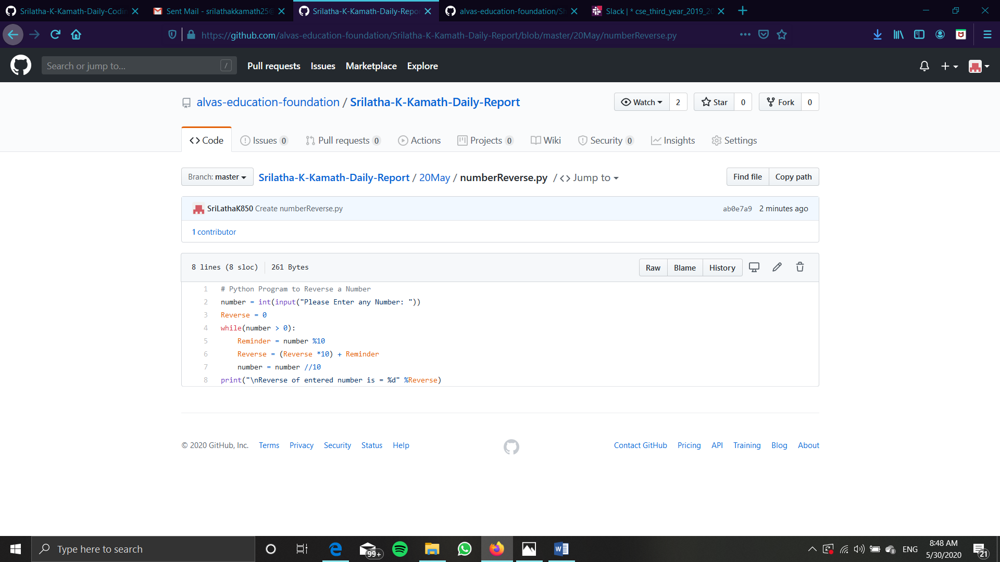 Srilatha-K-Kamath-Daily-Codin
Sent Mail - srilathakkamath25@
Srilatha-K-Kamath-Daily-Repor
alvas-education-foundation/Sh
Slack | * cse_third_year_2019_20
https://github.com/alvas-education-foundation/Srilatha-K-Kamath-Daily-Report/blob/master/20May/numberReverse.py
Search or jump to... /
Pull requests Issues Marketplace Explore
alvas-education-foundation / Srilatha-K-Kamath-Daily-Report
Watch 2 Star 0 Fork 0
Code Issues 0 Pull requests 0 Actions Projects 0 Wiki Security 0 Insights Settings
Branch: master Srilatha-K-Kamath-Daily-Report / 20May / numberReverse.py / <> Jump to
Find file Copy path
SriLathaK850 Create numberReverse.py
ab0e7a9 2 minutes ago
1 contributor
8 lines (8 sloc) 261 Bytes
Raw Blame History
1 # Python Program to Reverse a Number
2 number = int(input("Please Enter any Number: "))
3 Reverse = 0
4 while(number > 0):
5 Reminder = number %10
6 Reverse = (Reverse *10) + Reminder
7 number = number //10
8 print("\nReverse of entered number is = %d" %Reverse)
© 2020 GitHub, Inc. Terms Privacy Security Status Help
Contact GitHub Pricing API Training Blog About
Type here to search
99+
ENG
8:48 AM
5/30/2020
21